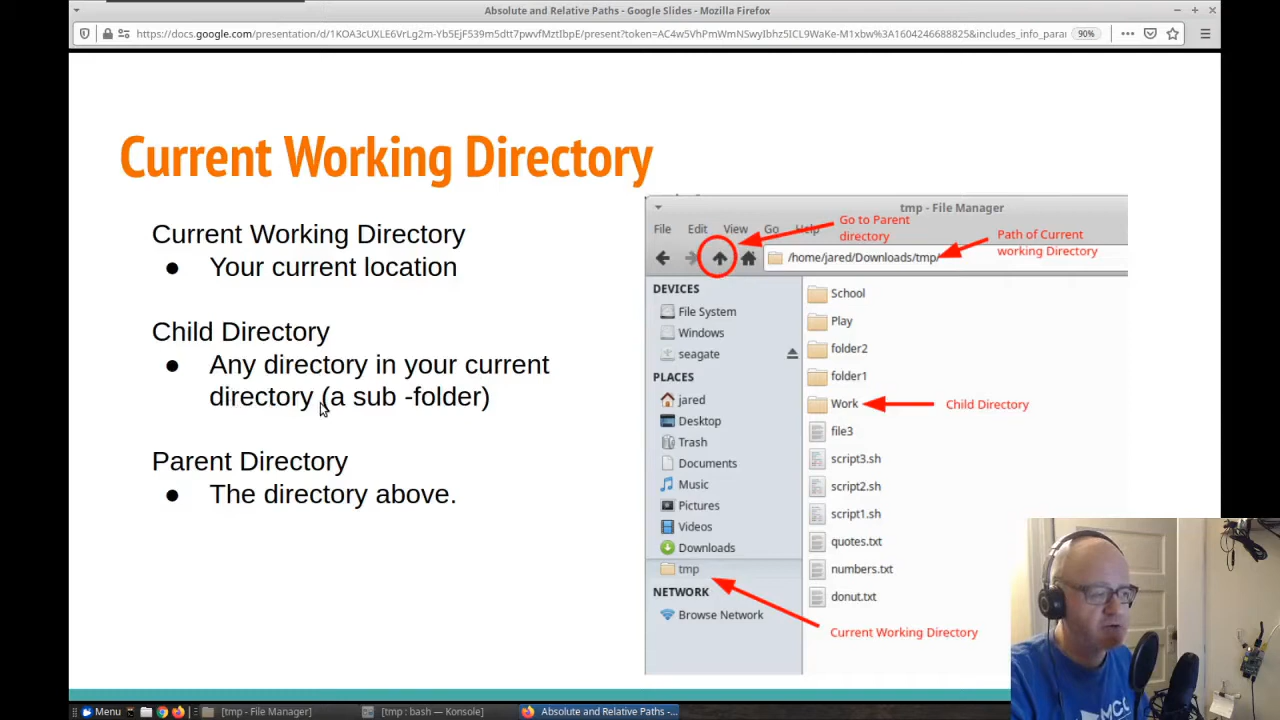 Absolute and Relative Paths - Google Slides - Mozilla Firefox
https://docs.google.com/presentation/d/1KOA3cUXLE6VrLg2m-Yb5EjF539m5dtt7pwvfMztIbpE/present?token=AC4w5VhPmWmNSwyIbhz5ICL9WaKe-M1xbw%3A1604246688825&includes_info_para
90%
Current Working Directory
Current Working Directory
● Your current location
Child Directory
● Any directory in your current
directory (a sub -folder)
Parent Directory
● The directory above.
tmp - File Manager
File Edit View Go Help
Go to Parent
directory
/home/jared/Downloads/tmp/
Path of Current
working Directory
DEVICES
File System
Windows
seagate
PLACES
jared
Desktop
Trash
Documents
Music
Pictures
Videos
Downloads
tmp
NETWORK
Browse Network
School
Play
folder2
folder1
Work
Child Directory
file3
script3.sh
script2.sh
script1.sh
quotes.txt
numbers.txt
donut.txt
Current Working Directory
MCC
Menu
[tmp - File Manager]
[tmp : bash — Konsole]
Absolute and Relative Paths -...